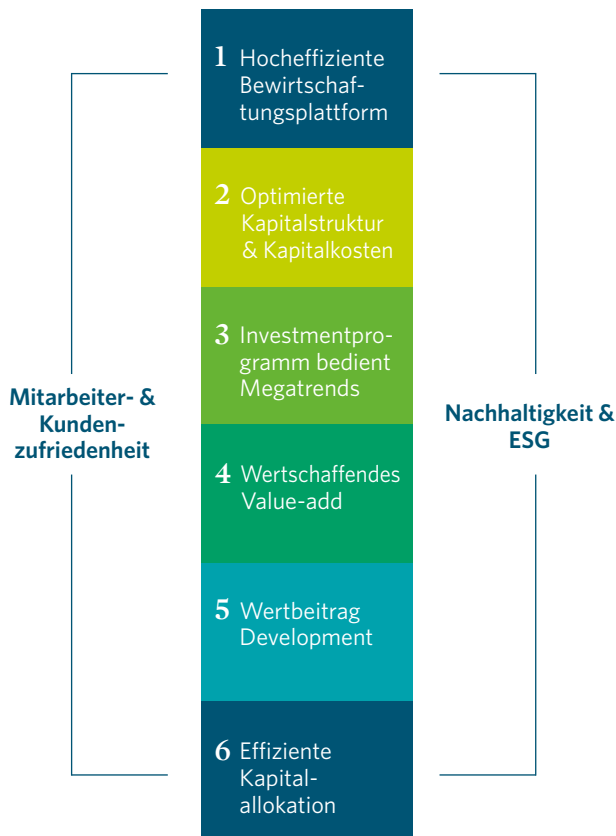 1 Hocheffiziente
Bewirtschaf-
tungsplattform
2 Optimierte
Kapitalstruktur
& Kapitalkosten
3 Investmentpro-
gramm bedient
Megatrends
Mitarbeiter- &
Kunden-
zufriedenheit
Nachhaltigkeit &
ESG
4 Wertschaffendes
Value-add
5 Wertbeitrag
Development
6 Effiziente
Kapital-
allokation